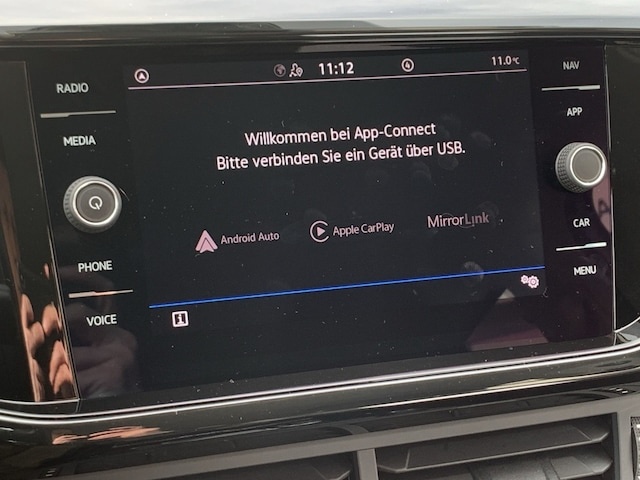 RADIO
MEDIA
PHONE
VOICE
11:12
4
11.0°C
Willkommen bei App-Connect
Bitte verbinden Sie ein Gerät über USB.
Android Auto
Apple CarPlay
MirrorLink
NAV
APP
CAR
MENU